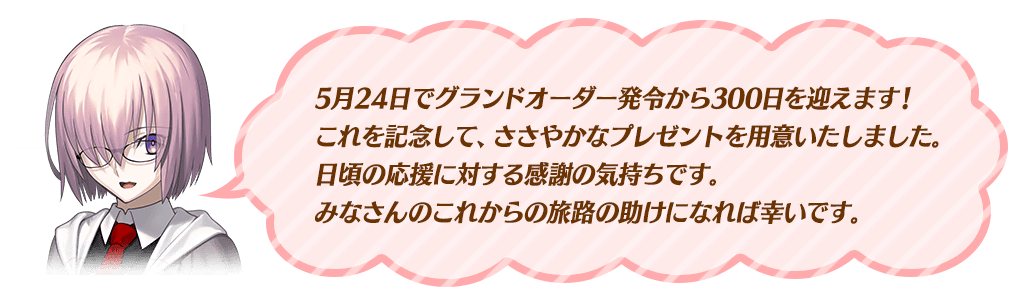 5月24日でグランドオーダー発令から300日を迎えます！
これを記念して、ささやかなプレゼントを用意いたしました。
日頃の応援に対する感謝の気持ちです。
みなさんのこれからの旅路の助けになれば幸いです。